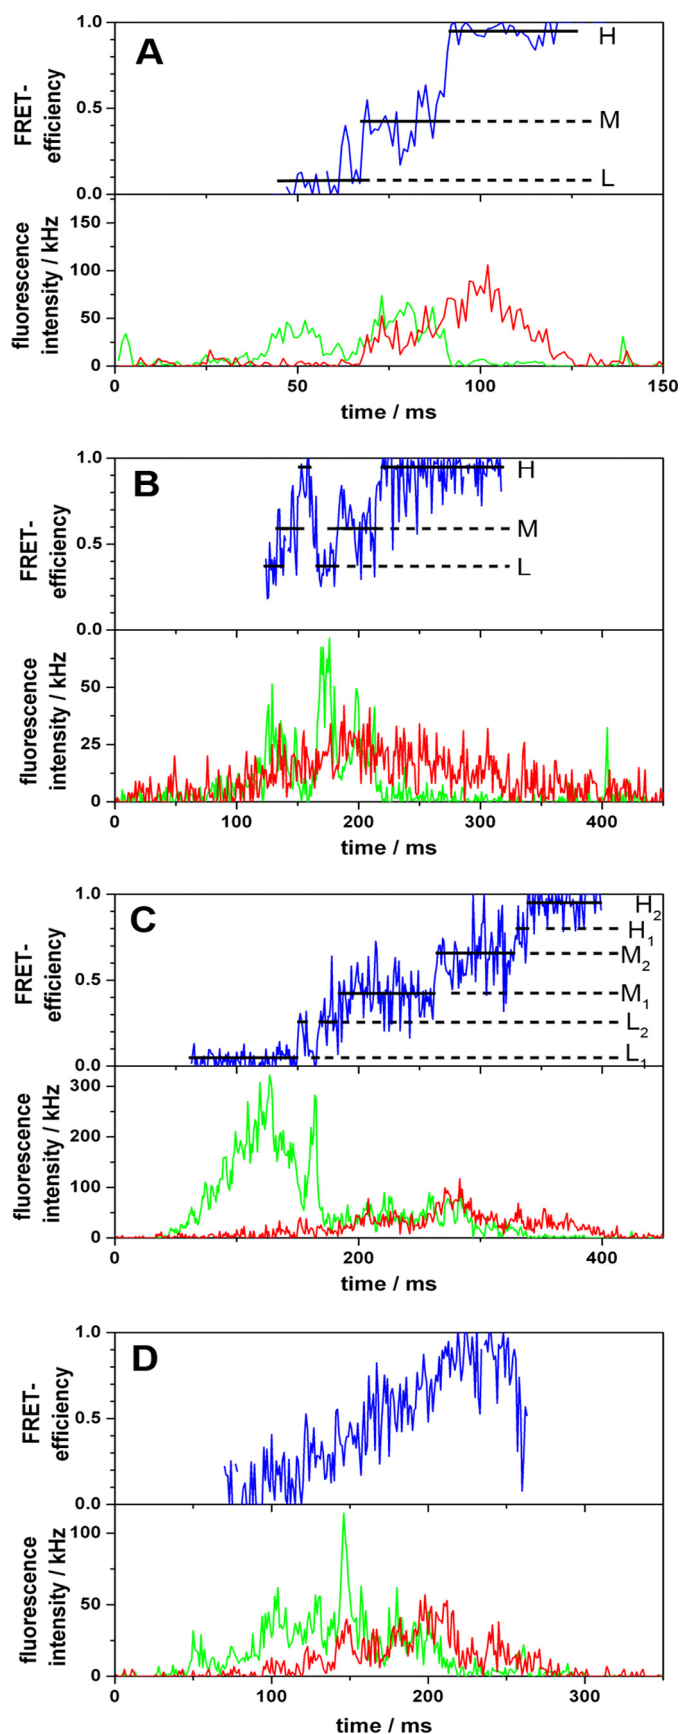 A
FRET-
efficiency
1.0
0.5
0.0
H
M
L
fluorescence
intensity / kHz
150
100
50
0
0 50 100 150
time / ms
B
FRET-
efficiency
1.0
0.5
0.0
H
M
L
fluorescence
intensity / kHz
50
25
0
0 100 200 300 400
time / ms
C
FRET-
efficiency
1.0
0.5
0.0
H2
H1
M2
M1
L2
L1
fluorescence
intensity / kHz
300
200
100
0
0 200 400
time / ms
D
FRET-
efficiency
1.0
0.5
0.0
fluorescence
intensity / kHz
100
50
0
0 100 200 300
time / ms